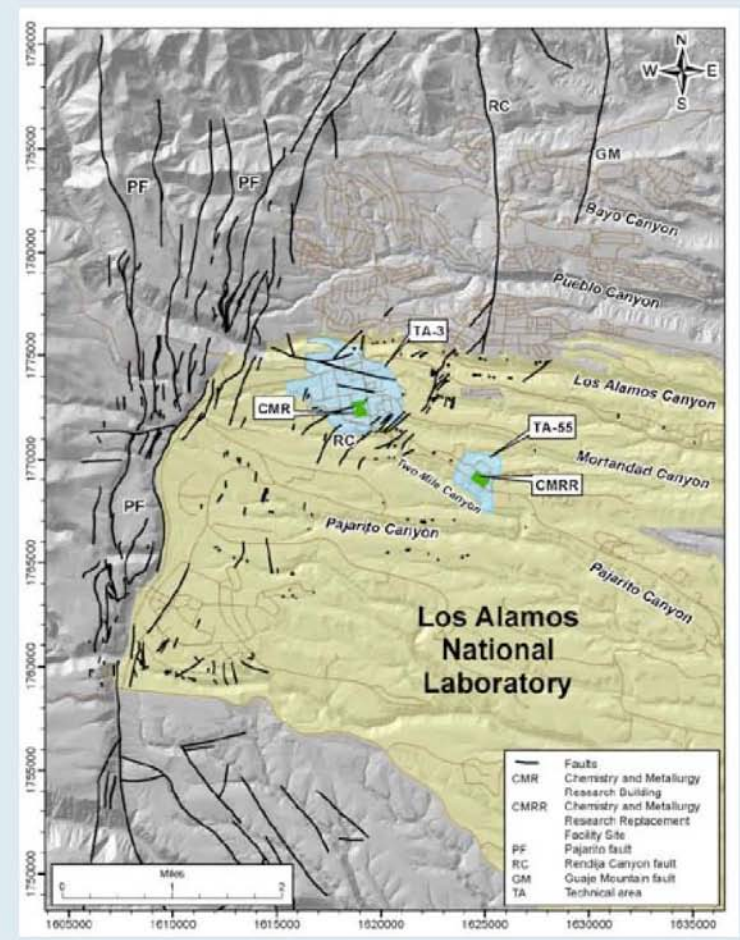 N
W E
S
RC
GM
PF
PF
Bayo Canyon
Pueblo Canyon
TA-3
Los Alamos Canyon
CMR
TA-55
RC
Mortandad Canyon
Two-Mile Canyon
CMRR
PF
Pajarito Canyon
Pajarito Canyon
Los Alamos
National
Laboratory
Faults
CMR Chemistry and Metallurgy
Research Building
CMRR Chemistry and Metallurgy
Research Replacement
Facility Site
PF Pajarito fault
RC Rendija Canyon fault
GM Guaje Mountain fault
TA Technical area
Miles
0 1 2
1790000
1755000
1780000
1775000
1770000
1765000
1760000
1755000
1750000
1605000 1610000 1615000 1620000 1625000 1630000 1635000